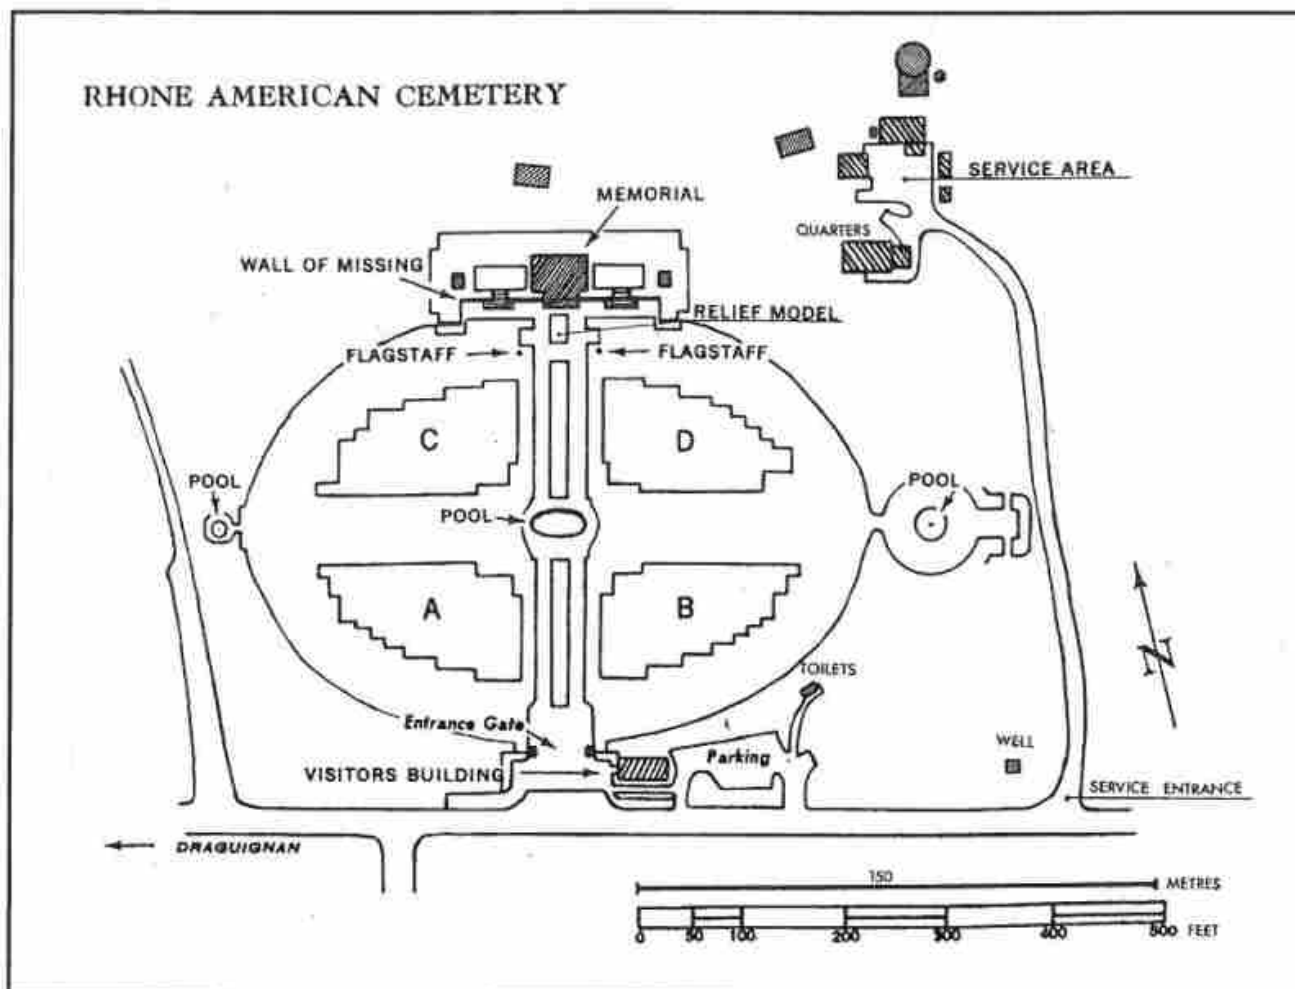 RHONE AMERICAN CEMETERY
SERVICE AREA
MEMORIAL
QUARTERS
WALL OF MISSING
RELIEF MODEL
FLAGSTAFF
FLAGSTAFF
C
D
POOL
POOL
POOL
A
B
TOILETS
Entrance Gate
N
WELL
Parking
VISITORS BUILDING
SERVICE ENTRANCE
DRAGUIGNAN
150
METRES
0 50 100 200 300 400 500 FEET